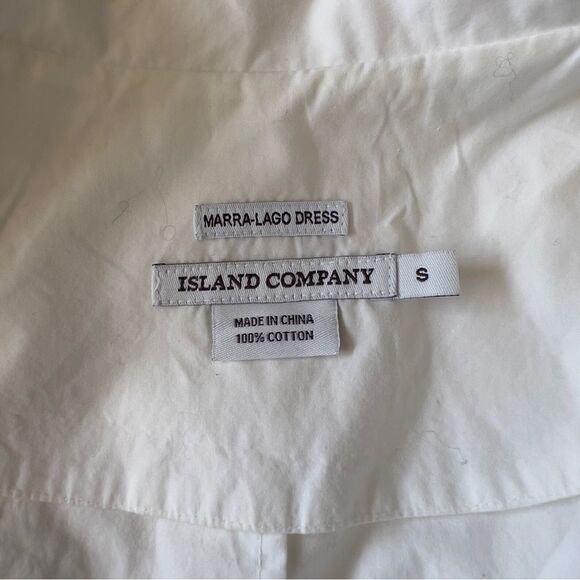 MARRA-LAGO DRESS
ISLAND COMPANY S
MADE IN CHINA
100% COTTON